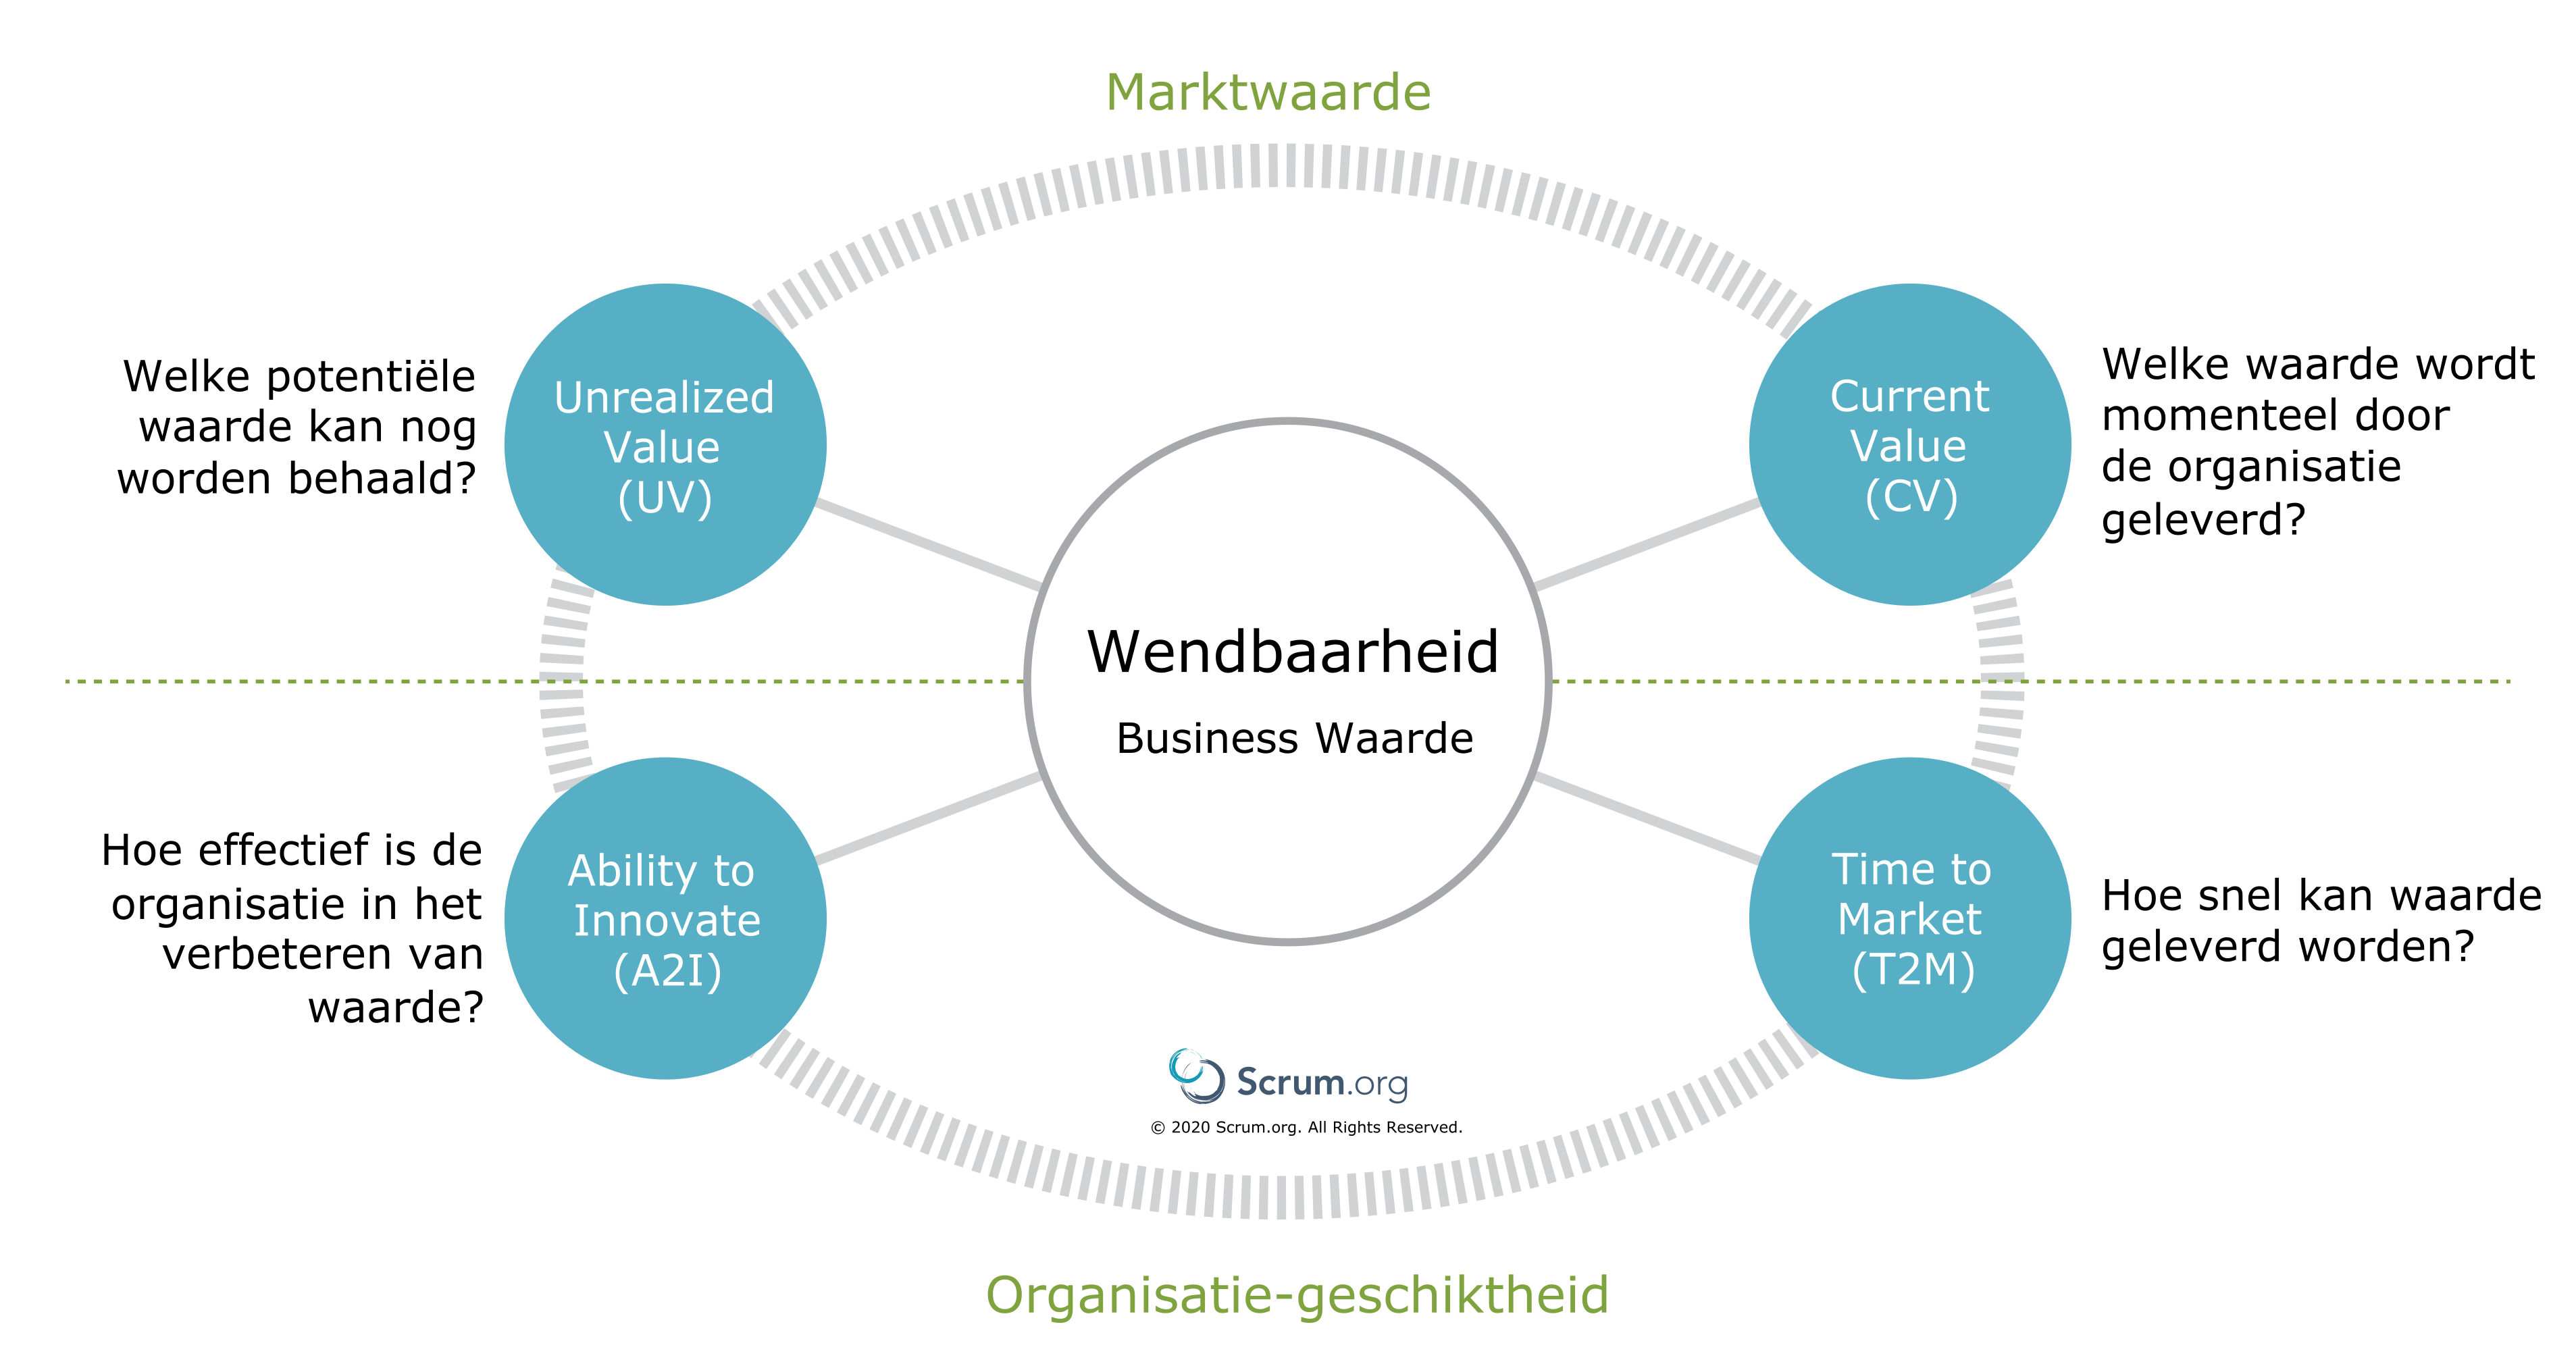 Marktwaarde
Welke potentiële
waarde kan nog
worden behaald?
Unrealized
Value
(UV)
Current
Value
(CV)
Welke waarde wordt
momenteel door
de organisatie
geleverd?
Wendbaarheid
Business Waarde
Hoe effectief is de
organisatie in het
verbeteren van
waarde?
Ability to
Innovate
(A2I)
Time to
Market
(T2M)
Hoe snel kan waarde
geleverd worden?
Scrum.org
© 2020 Scrum.org. All Rights Reserved.
Organisatie-geschiktheid